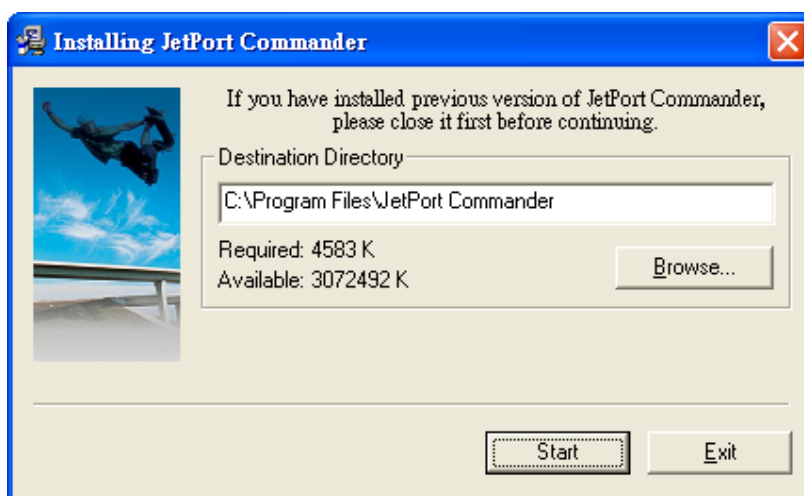 Installing JetPort Commander
If you have installed previous version of JetPort Commander,
please close it first before continuing.
Destination Directory
C:\Program Files\JetPort Commander
Required: 4583 K
Available: 3072492 K
Browse...
Start
Exit